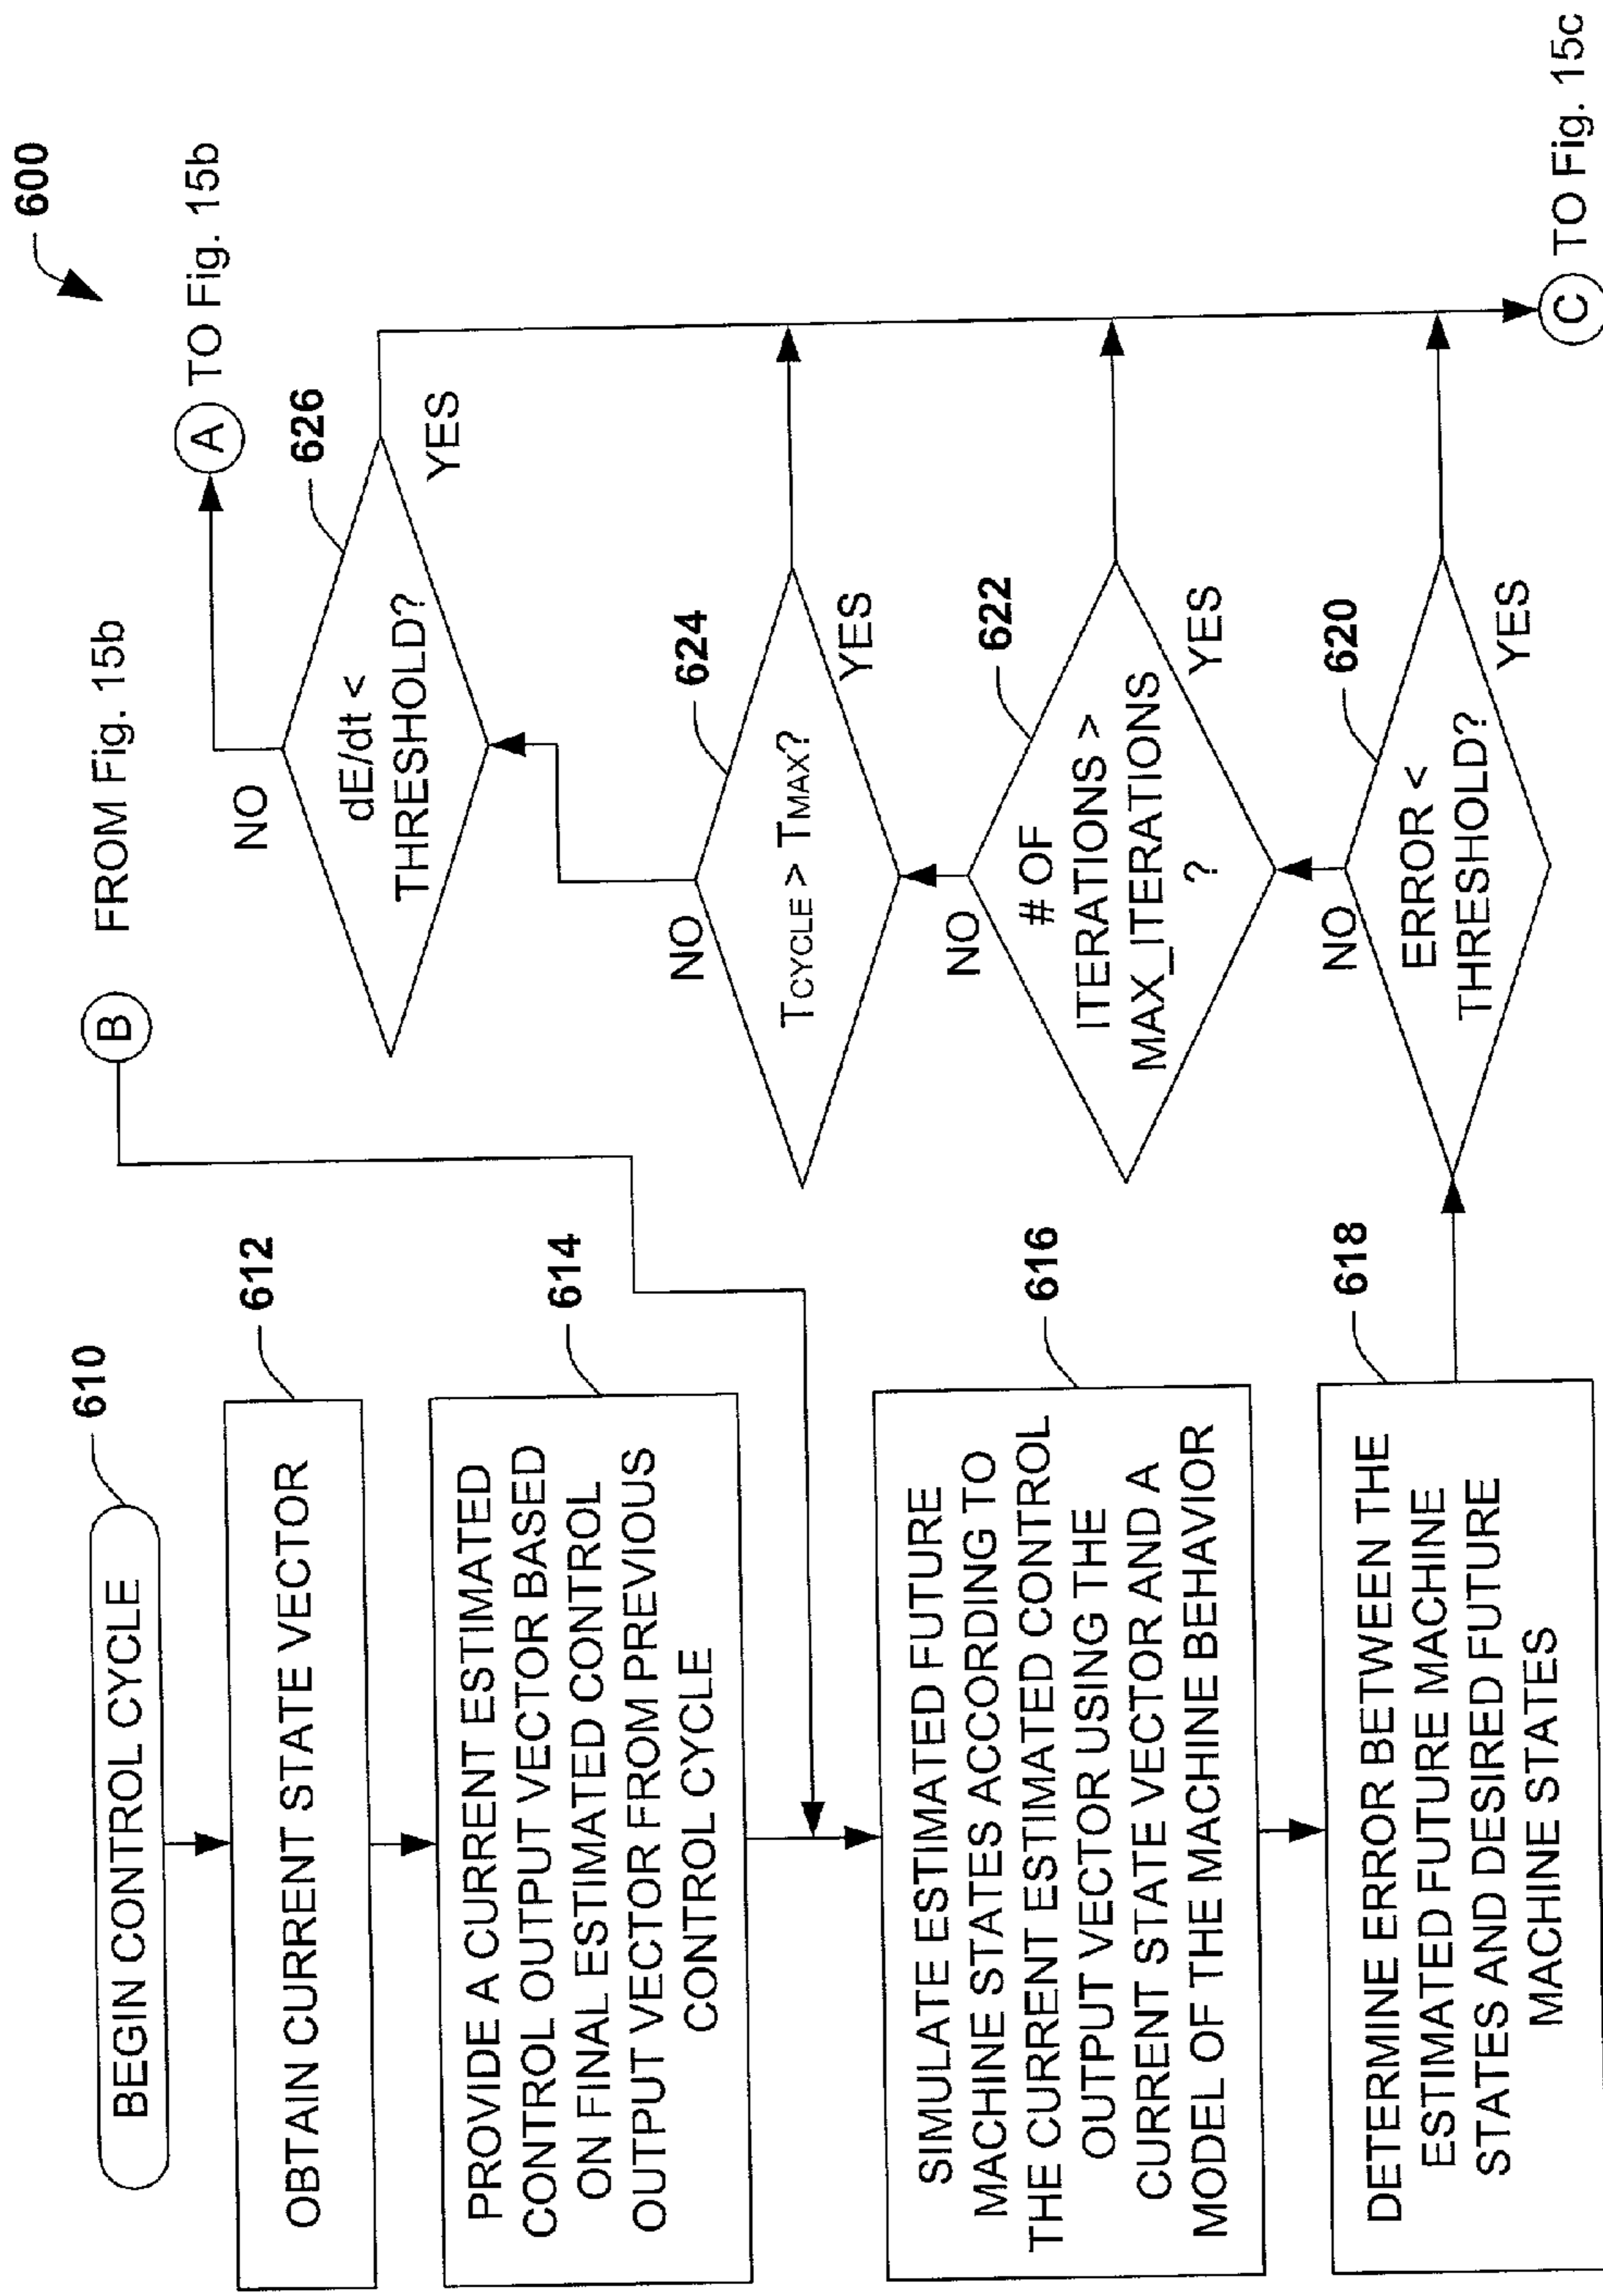 600
610
BEGIN CONTROL CYCLE
612
OBTAIN CURRENT STATE VECTOR
614
PROVIDE A CURRENT ESTIMATED
CONTROL OUTPUT VECTOR BASED
ON FINAL ESTIMATED CONTROL
OUTPUT VECTOR FROM PREVIOUS
CONTROL CYCLE
616
SIMULATE ESTIMATED FUTURE
MACHINE STATES ACCORDING TO
THE CURRENT ESTIMATED CONTROL
OUTPUT VECTOR USING THE
CURRENT STATE VECTOR AND A
MODEL OF THE MACHINE BEHAVIOR
618
DETERMINE ERROR BETWEEN THE
ESTIMATED FUTURE MACHINE
STATES AND DESIRED FUTURE
MACHINE STATES
B FROM Fig. 15b
A TO Fig. 15b
NO
626
dE/dt <
THRESHOLD?
YES
NO
624
TCYCLE > TMAX?
YES
NO
622
# OF
ITERATIONS >
MAX_ITERATIONS
?
YES
NO
620
ERROR <
THRESHOLD?
YES
C TO Fig. 15c